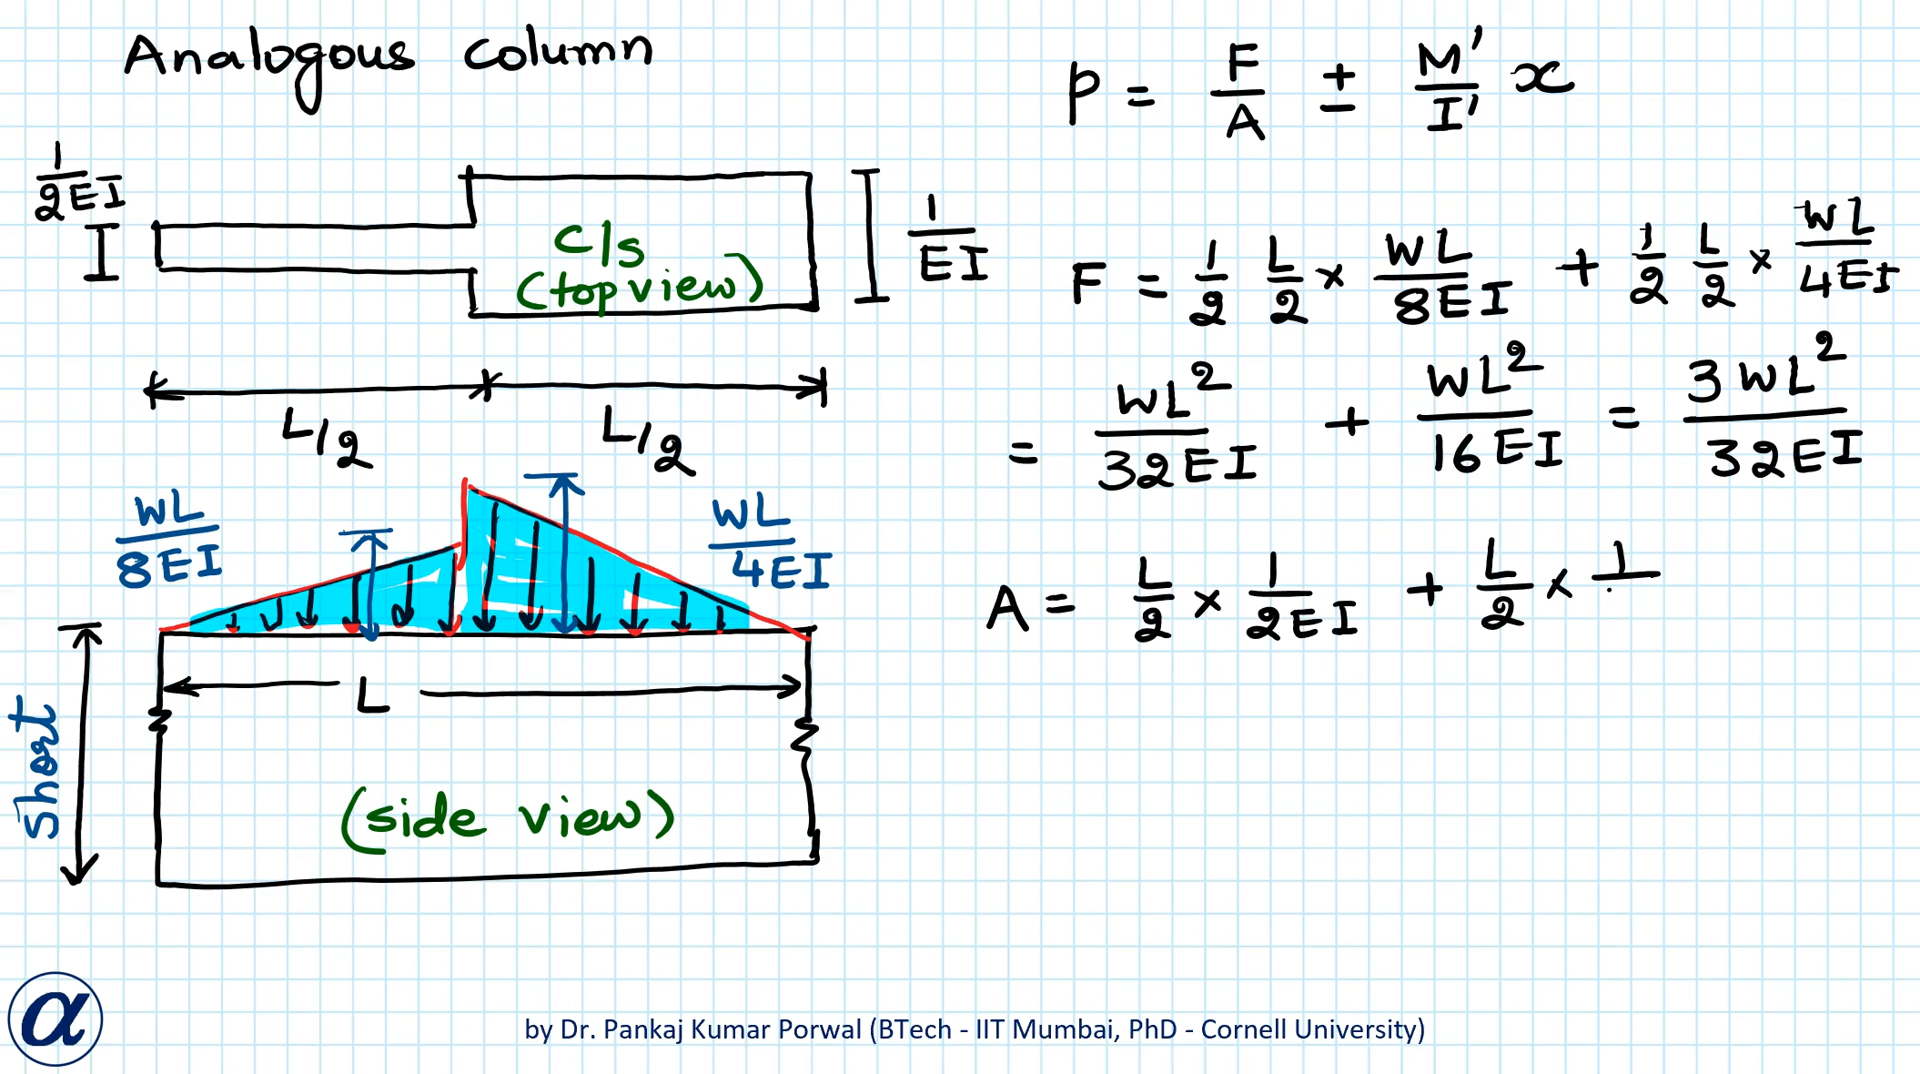 Analogous column
1/2EI
I
C/s
(top view)
1/EI
L/2
L/2
WL/8EI
WL/4EI
L
Short
(side view)
p = F/A ± M'/I' x
F = 1/2 L/2 × WL/8EI + 1/2 L/2 × WL/4EI
= WL²/32EI + WL²/16EI = 3WL²/32EI
A = L/2 × 1/2EI + L/2 × 1/
α
by Dr. Pankaj Kumar Porwal (BTech - IIT Mumbai, PhD - Cornell University)